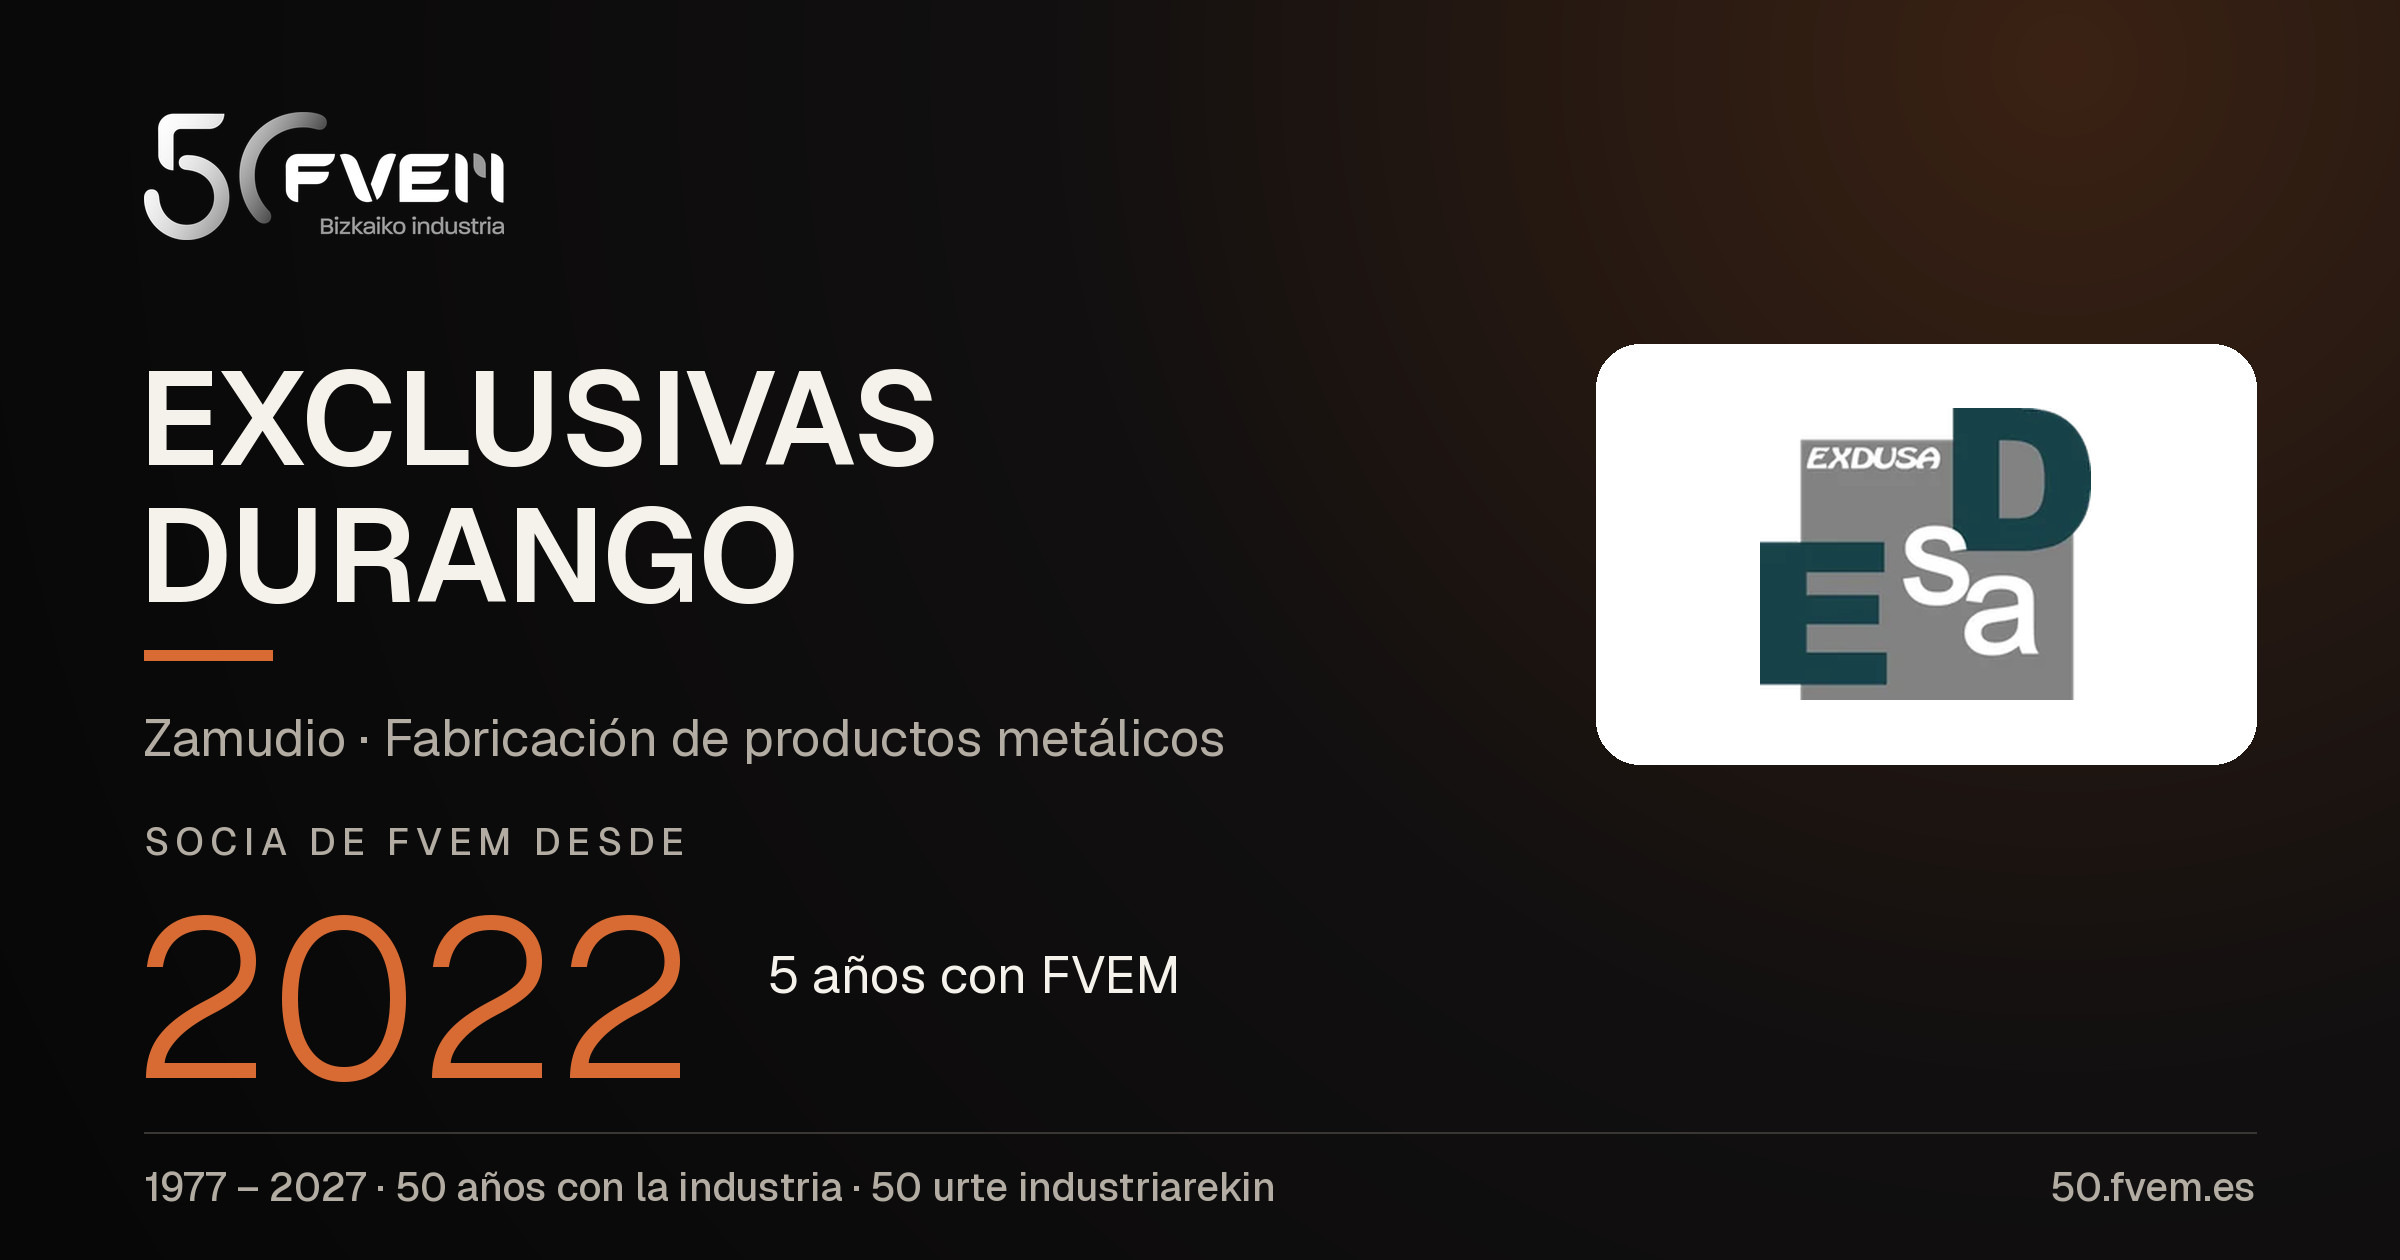 50 FVEM
Bizkaiko industria
EXCLUSIVAS
DURANGO
EXDUSA
D
E
sa
Zamudio · Fabricación de productos metálicos
SOCIA DE FVEM DESDE
2022
5 años con FVEM
1977 – 2027 · 50 años con la industria · 50 urte industriarekin
50.fvem.es